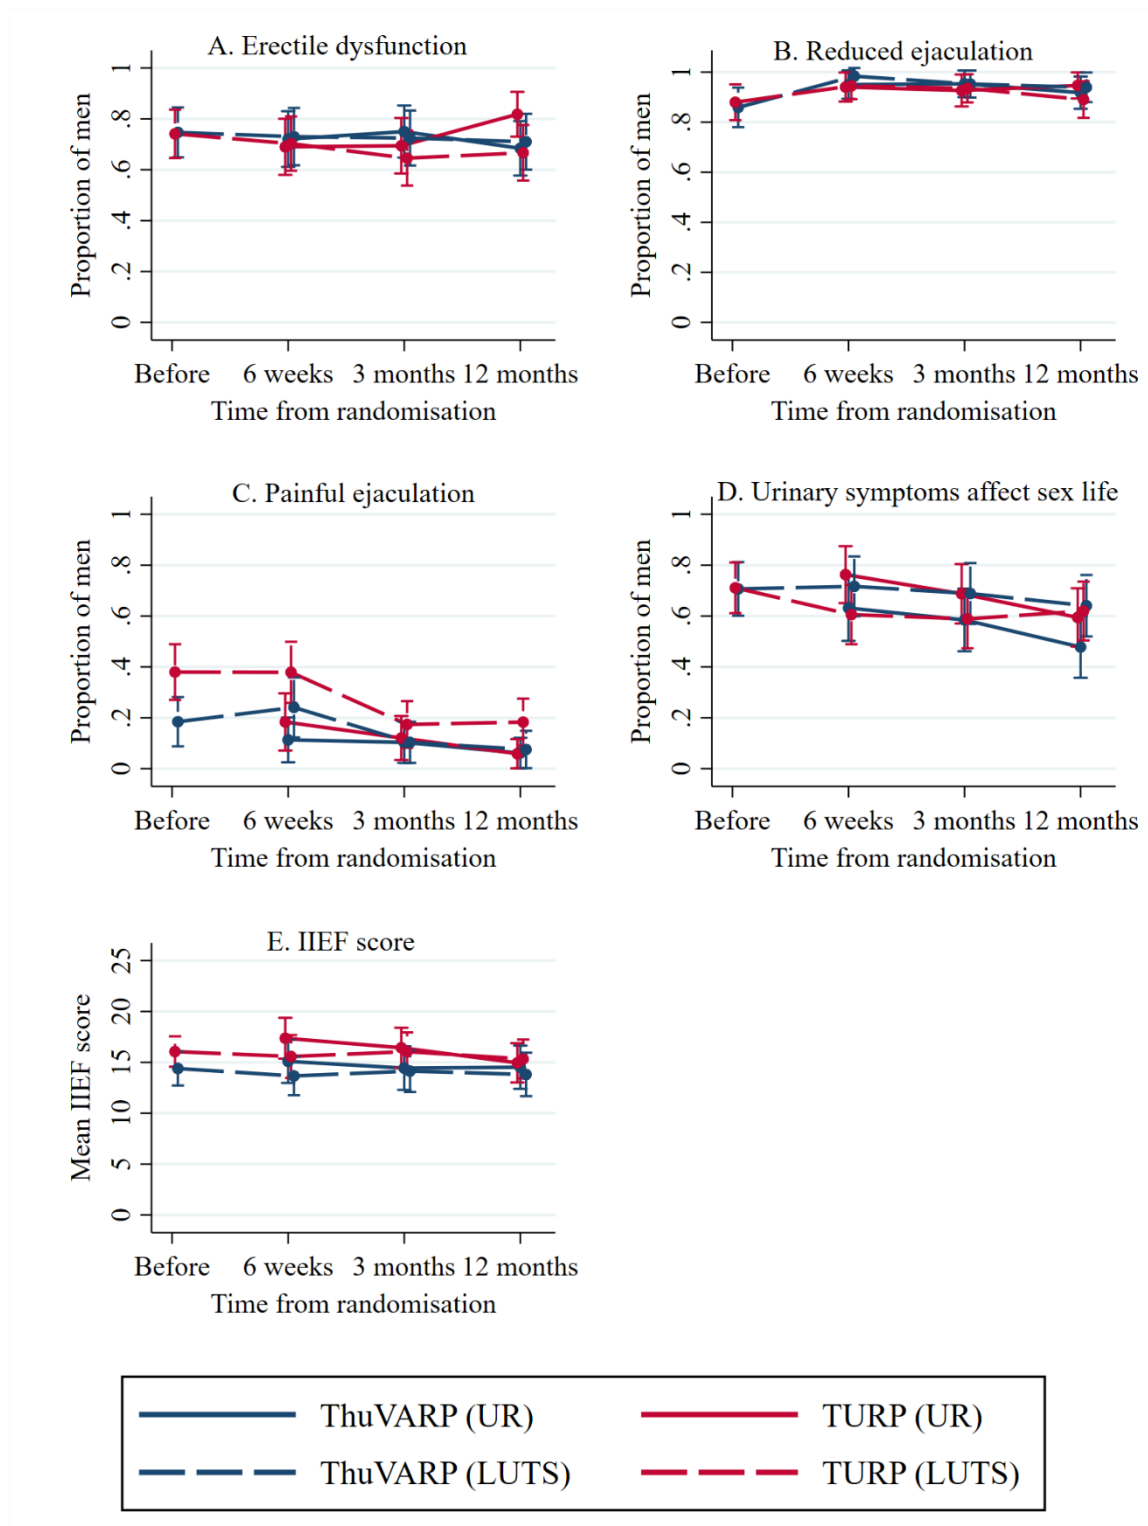 A. Erectile dysfunction
Proportion of men
1
.8
.6
.4
.2
0
Before 6 weeks 3 months 12 months
Time from randomisation
B. Reduced ejaculation
Proportion of men
1
.8
.6
.4
.2
0
Before 6 weeks 3 months 12 months
Time from randomisation
C. Painful ejaculation
Proportion of men
1
.8
.6
.4
.2
0
Before 6 weeks 3 months 12 months
Time from randomisation
D. Urinary symptoms affect sex life
Proportion of men
1
.8
.6
.4
.2
0
Before 6 weeks 3 months 12 months
Time from randomisation
E. IIEF score
Mean IIEF score
25
20
15
10
5
0
Before 6 weeks 3 months 12 months
Time from randomisation
ThuVARP (UR) TURP (UR)
ThuVARP (LUTS) TURP (LUTS)